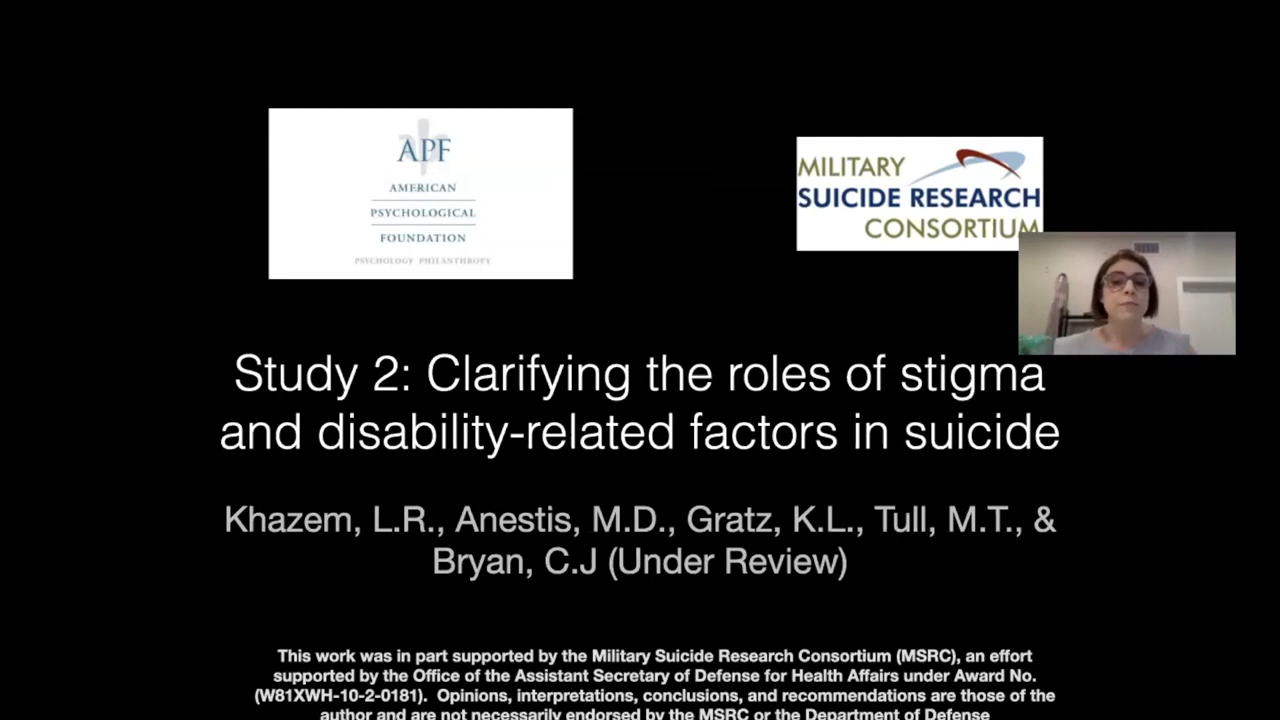 APF
AMERICAN
PSYCHOLOGICAL
FOUNDATION
PSYCHOLOGY PHILANTHROPY
MILITARY
SUICIDE RESEARCH
CONSORTIUM
Study 2: Clarifying the roles of stigma
and disability-related factors in suicide
Khazem, L.R., Anestis, M.D., Gratz, K.L., Tull, M.T., &
Bryan, C.J (Under Review)
This work was in part supported by the Military Suicide Research Consortium (MSRC), an effort
supported by the Office of the Assistant Secretary of Defense for Health Affairs under Award No.
(W81XWH-10-2-0181). Opinions, interpretations, conclusions, and recommendations are those of the
author and are not necessarily endorsed by the MSRC or the Department of Defense